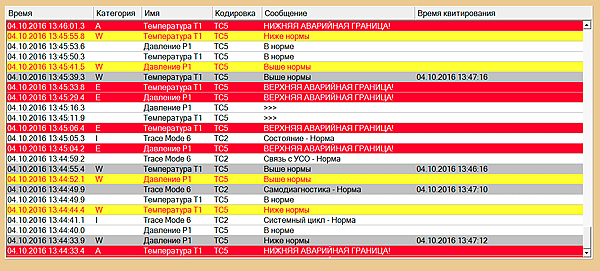 Время Категория Имя Кодировка Сообщение Время квитирования
04.10.2016 13:46:01.3 A Температура T1 TC5 НИЖНЯЯ АВАРИЙНАЯ ГРАНИЦА!
04.10.2016 13:45:55.8 W Температура T1 TC5 Ниже нормы
04.10.2016 13:45:53.6 Давление P1 TC5 В норме
04.10.2016 13:45:50.3 Температура T1 TC5 В норме
04.10.2016 13:45:41.5 W Давление P1 TC5 Выше нормы
04.10.2016 13:45:39.3 W Температура T1 TC5 Выше нормы 04.10.2016 13:47:16
04.10.2016 13:45:33.8 E Температура T1 TC5 ВЕРХНЯЯ АВАРИЙНАЯ ГРАНИЦА!
04.10.2016 13:45:29.4 E Давление P1 TC5 ВЕРХНЯЯ АВАРИЙНАЯ ГРАНИЦА!
04.10.2016 13:45:16.3 Давление P1 TC5 >>>
04.10.2016 13:45:11.9 Температура T1 TC5 >>>
04.10.2016 13:45:06.4 E Температура T1 TC5 ВЕРХНЯЯ АВАРИЙНАЯ ГРАНИЦА!
04.10.2016 13:45:05.3 I Trace Mode 6 TC2 Состояние - Норма
04.10.2016 13:45:04.2 E Давление P1 TC5 ВЕРХНЯЯ АВАРИЙНАЯ ГРАНИЦА!
04.10.2016 13:44:59.2 Trace Mode 6 TC2 Связь с УСО - Норма
04.10.2016 13:44:55.4 W Температура T1 TC5 Выше нормы 04.10.2016 13:46:16
04.10.2016 13:44:52.1 W Давление P1 TC5 Выше нормы
04.10.2016 13:44:49.9 Trace Mode 6 TC2 Самодиагностика - Норма 04.10.2016 13:47:10
04.10.2016 13:44:49.9 Температура T1 TC5 В норме
04.10.2016 13:44:44.4 W Температура T1 TC5 Ниже нормы
04.10.2016 13:44:41.1 I Trace Mode 6 TC2 Системный цикл - Норма
04.10.2016 13:44:40.0 Давление P1 TC5 В норме
04.10.2016 13:44:33.9 W Давление P1 TC5 Ниже нормы 04.10.2016 13:47:12
04.10.2016 13:44:33.4 A Температура T1 TC5 НИЖНЯЯ АВАРИЙНАЯ ГРАНИЦА!